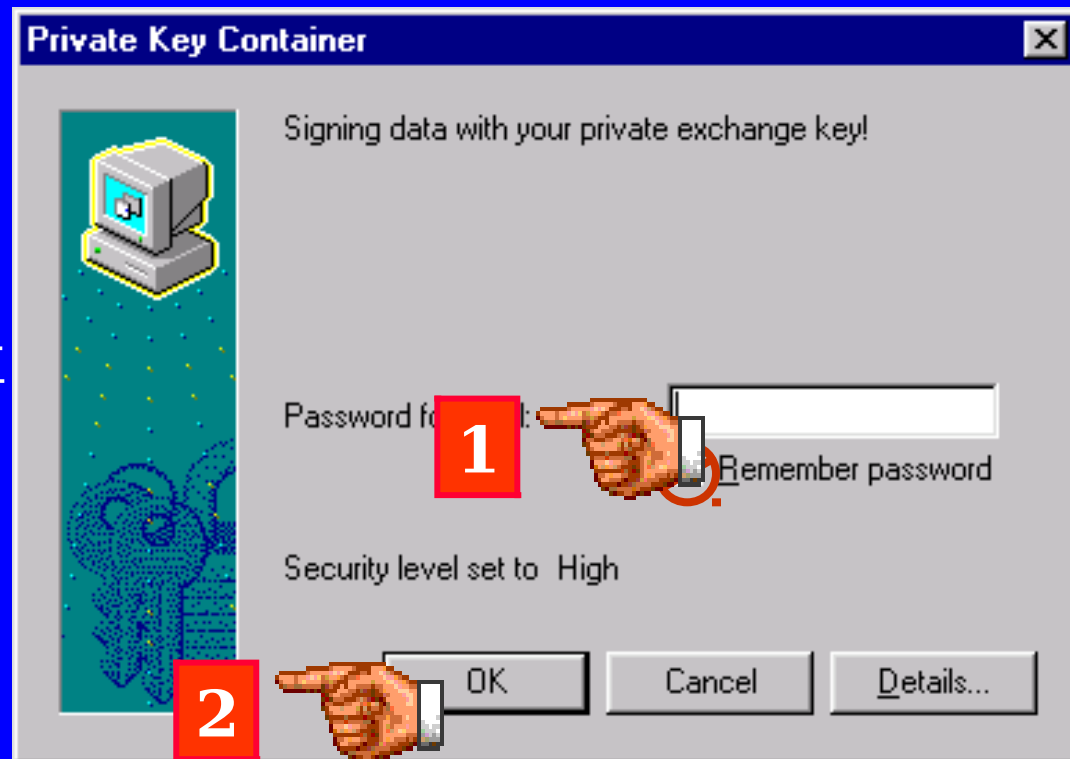 Private Key Container
Signing data with your private exchange key!
Password
1
Remember password
Security level set to High
2
OK
Cancel
Details...